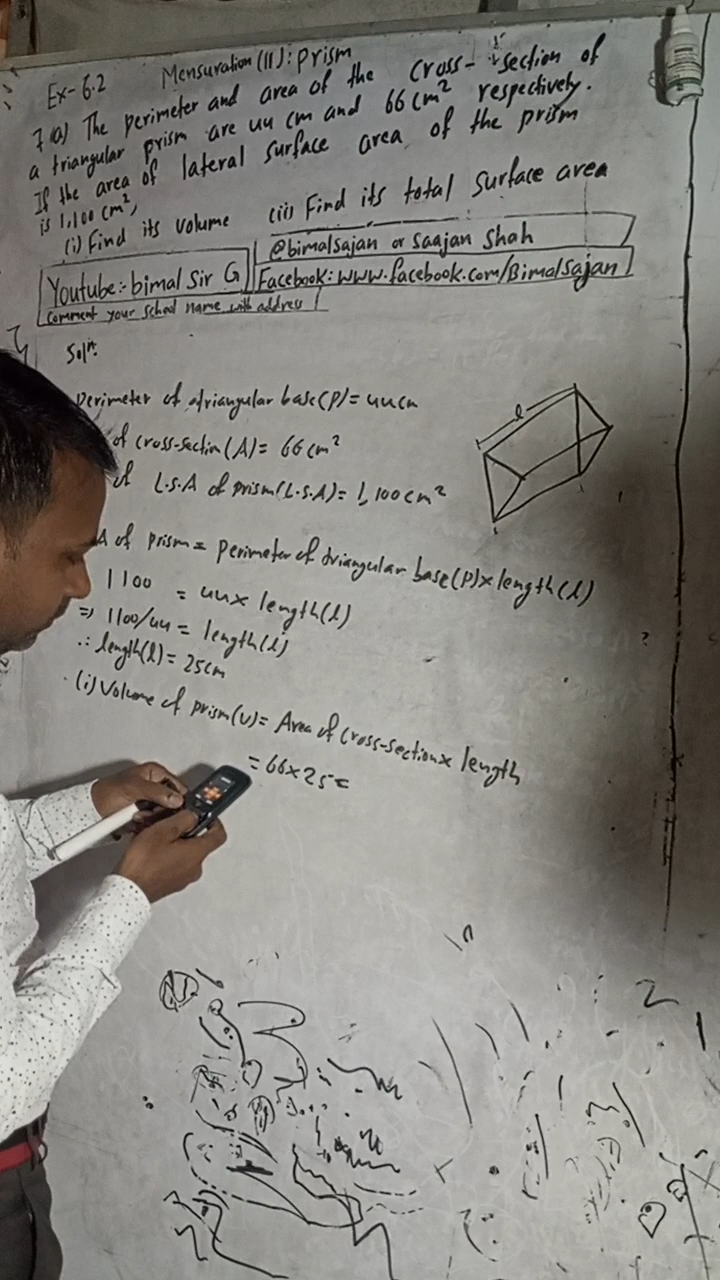 Ex-6.2 Mensuration (II): prism
7 (a) The perimeter and area of the cross-section of
a triangular prism are 44 cm and 66 cm² respectively.
If the area of lateral surface area of the prism
is 1,100 cm²,
(i) Find its volume (ii) Find its total surface area
@bimalsajan or Saajan Shah
Youtube:- bimal Sir G
Facebook: www.facebook.com/Bimalsajan
Comment your school name with address
Solⁿ:
Perimeter of triangular base(p) = 44cm
of cross-section (A) = 66cm²
of L.S.A of prism(L.S.A) = 1,100cm²
l
A of prism = perimeter of triangular base(p) × length(l)
1100 = 44 × length(l)
⇒ 1100/44 = length(l)
∴ length(l) = 25cm
(i) Volume of prism(v) = Area of cross-section × length
= 66×25=